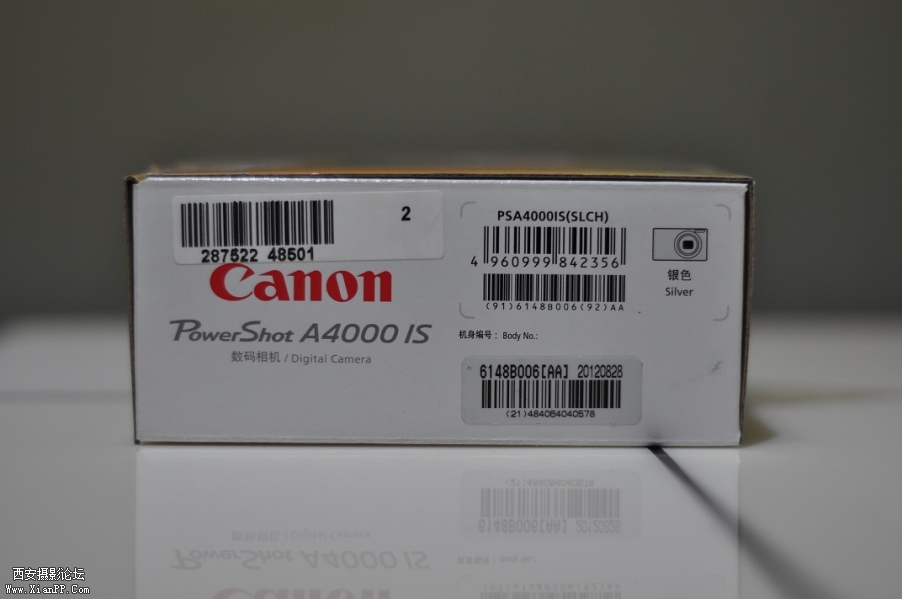 287522 48501
2
Canon
PowerShot A4000 IS
数码相机 / Digital Camera
PSA4000IS(SLCH)
4 960999 842356
(91)6148B006(92)AA
银色
Silver
机身编号： Body No.:
6148B006[AA] 20120828
(21)484064040578
西安摄影论坛
Www.XianPP.Com